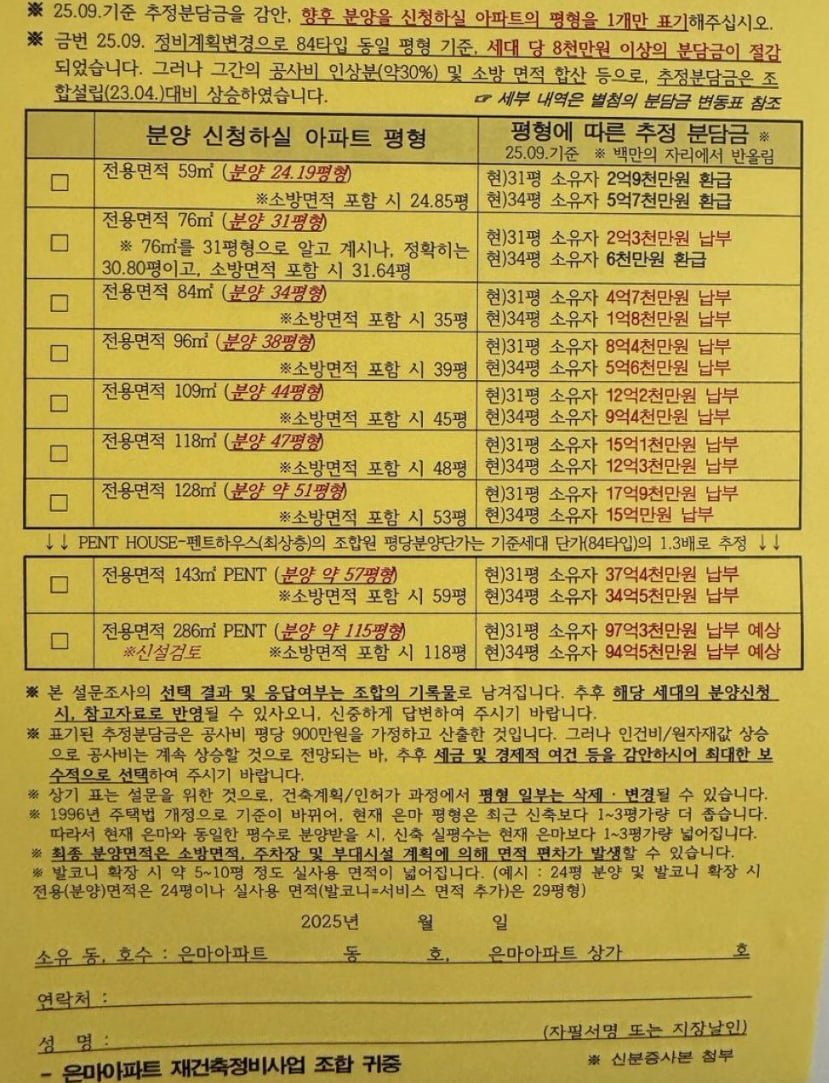 ※ 25.09.기준 추정분담금을 감안, 향후 분양을 신청하실 아파트의 평형을 1개만 표기해주십시오.
※ 금번 25.09. 정비계획변경으로 84타입 동일 평형 기준, 세대 당 8천만원 이상의 분담금이 절감
되었습니다. 그러나 그간의 공사비 인상분(약30%) 및 소방 면적 합산 등으로, 추정분담금은 조
합설립(23.04.)대비 상승하였습니다.
☞ 세부 내역은 별첨의 분담금 변동표 참조
분양 신청하실 아파트 평형
평형에 따른 추정 분담금 ※
25.09.기준 ※ 백만의 자리에서 반올림
□ 전용면적 59㎡ (분양 24.19평형)
※소방면적 포함 시 24.85평
현)31평 소유자 2억9천만원 환급
현)34평 소유자 5억7천만원 환급
□ 전용면적 76㎡ (분양 31평형)
※ 76㎡를 31평형으로 알고 계시나, 정확히는
30.80평이고, 소방면적 포함 시 31.64평
현)31평 소유자 2억3천만원 납부
현)34평 소유자 6천만원 환급
□ 전용면적 84㎡ (분양 34평형)
※소방면적 포함 시 35평
현)31평 소유자 4억7천만원 납부
현)34평 소유자 1억8천만원 납부
□ 전용면적 96㎡ (분양 38평형)
※소방면적 포함 시 39평
현)31평 소유자 8억4천만원 납부
현)34평 소유자 5억6천만원 납부
□ 전용면적 109㎡ (분양 44평형)
※소방면적 포함 시 45평
현)31평 소유자 12억2천만원 납부
현)34평 소유자 9억4천만원 납부
□ 전용면적 118㎡ (분양 47평형)
※소방면적 포함 시 48평
현)31평 소유자 15억1천만원 납부
현)34평 소유자 12억3천만원 납부
□ 전용면적 128㎡ (분양 약 51평형)
※소방면적 포함 시 53평
현)31평 소유자 17억9천만원 납부
현)34평 소유자 15억만원 납부
↓↓ PENT HOUSE-펜트하우스(최상층)의 조합원 평당분양단가는 기준세대 단가(84타입)의 1.3배로 추정 ↓↓
□ 전용면적 143㎡ PENT (분양 약 57평형)
※소방면적 포함 시 59평
현)31평 소유자 37억4천만원 납부
현)34평 소유자 34억5천만원 납부
□ 전용면적 286㎡ PENT (분양 약 115평형)
※신설검토 ※소방면적 포함 시 118평
현)31평 소유자 97억3천만원 납부 예상
현)34평 소유자 94억5천만원 납부 예상
※ 본 설문조사의 선택 결과 및 응답여부는 조합의 기록물로 남겨집니다. 추후 해당 세대의 분양신청
시, 참고자료로 반영될 수 있사오니, 신중하게 답변하여 주시기 바랍니다.
※ 표기된 추정분담금은 공사비 평당 900만원을 가정하고 산출한 것입니다. 그러나 인건비/원자재값 상승
으로 공사비는 계속 상승할 것으로 전망되는 바, 추후 세금 및 경제적 여건 등을 감안하시어 최대한 보
수적으로 선택하여 주시기 바랍니다.
※ 상기 표는 설문을 위한 것으로, 건축계획/인허가 과정에서 평형 일부는 삭제·변경될 수 있습니다.
※ 1996년 주택법 개정으로 기준이 바뀌어, 현재 은마 평형은 최근 신축보다 1~3평가량 더 좁습니다.
따라서 현재 은마와 동일한 평수로 분양받을 시, 신축 실평수는 현재 은마보다 1~3평가량 넓어집니다.
※ 최종 분양면적은 소방면적, 주차장 및 부대시설 계획에 의해 면적 편차가 발생할 수 있습니다.
※ 발코니 확장 시 약 5~10평 정도 실사용 면적이 넓어집니다. (예시 : 24평 분양 및 발코니 확장 시
전용(분양)면적은 24평이나 실사용 면적(발코니=서비스 면적 추가)은 29평형)
2025년 월 일
소유 동, 호수 : 은마아파트 동 호, 은마아파트 상가 호
연락처 :
성 명 : (자필서명 또는 지장날인)
- 은마아파트 재건축정비사업 조합 귀중 ※ 신분증사본 첨부